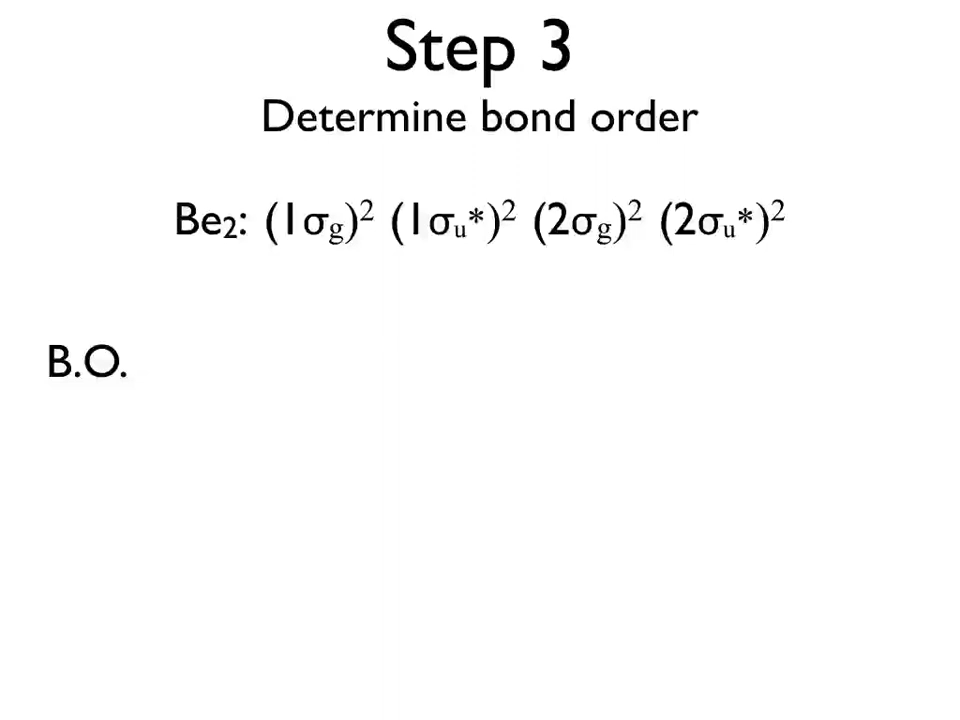 Step 3
Determine bond order
Be₂: (1σg)² (1σu*)² (2σg)² (2σu*)²
B.O.